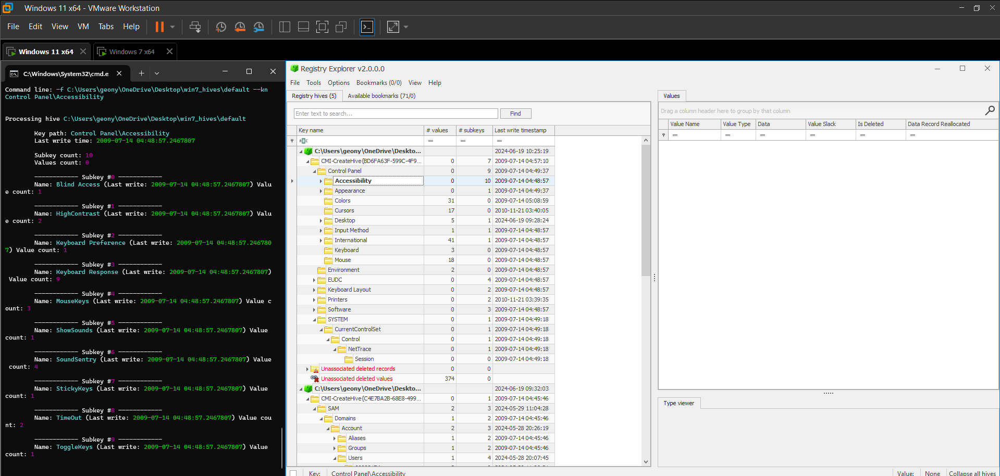 Windows 11 x64 - VMware Workstation
File Edit View VM Tabs Help
Windows 11 x64
Windows 7 x64
C:\Windows\System32\cmd.e
Command line: -f C:\Users\geony\OneDrive\Desktop\win7_hives\default --kn
Control Panel\Accessibility
Processing hive C:\Users\geony\OneDrive\Desktop\win7_hives\default
Key path: Control Panel\Accessibility
Last write time: 2009-07-14 04:48:57.2467807
Subkey count: 10
Values count: 0
------------ Subkey #0 ------------
Name: Blind Access (Last write: 2009-07-14 04:48:57.2467807) Valu
e count: 1
------------ Subkey #1 ------------
Name: HighContrast (Last write: 2009-07-14 04:48:57.2467807) Valu
e count: 2
------------ Subkey #2 ------------
Name: Keyboard Preference (Last write: 2009-07-14 04:48:57.246780
7) Value count: 1
------------ Subkey #3 ------------
Name: Keyboard Response (Last write: 2009-07-14 04:48:57.2467807)
Value count: 9
------------ Subkey #4 ------------
Name: MouseKeys (Last write: 2009-07-14 04:48:57.2467807) Value c
ount: 3
------------ Subkey #5 ------------
Name: ShowSounds (Last write: 2009-07-14 04:48:57.2467807) Value
count: 1
------------ Subkey #6 ------------
Name: SoundSentry (Last write: 2009-07-14 04:48:57.2467807) Value
count: 4
------------ Subkey #7 ------------
Name: StickyKeys (Last write: 2009-07-14 04:48:57.2467807) Value
count: 1
------------ Subkey #8 ------------
Name: TimeOut (Last write: 2009-07-14 04:48:57.2467807) Value cou
nt: 2
------------ Subkey #9 ------------
Name: ToggleKeys (Last write: 2009-07-14 04:48:57.2467807) Value
count: 1
Registry Explorer v2.0.0.0
File Tools Options Bookmarks (0/0) View Help
Registry hives (5) Available bookmarks (71/0)
Enter text to search... Find
Key name # values # subkeys Last write timestamp
= = =
C:\Users\geony\OneDrive\Deskto... 2024-06-19 10:25:19
CMI-CreateHive{BD6FA63F-599C-4F9... 0 7 2009-07-14 04:57:10
Control Panel 0 9 2009-07-14 04:49:37
Accessibility 0 10 2009-07-14 04:48:57
Appearance 0 1 2009-07-14 04:49:37
Colors 31 0 2009-07-14 05:08:59
Cursors 17 0 2010-11-21 03:40:05
Desktop 5 1 2024-06-19 09:28:24
Input Method 1 1 2009-07-14 04:48:57
International 41 1 2009-07-14 04:48:57
Keyboard 3 0 2009-07-14 04:48:57
Mouse 18 0 2009-07-14 04:48:57
Environment 2 0 2009-07-14 04:48:57
EUDC 0 4 2009-07-14 04:48:57
Keyboard Layout 0 2 2009-07-14 04:48:57
Printers 0 2 2010-11-21 03:39:35
Software 0 3 2009-07-14 04:48:57
SYSTEM 0 1 2009-07-14 04:49:18
CurrentControlSet 0 1 2009-07-14 04:49:18
Control 0 1 2009-07-14 04:49:18
NetTrace 0 1 2009-07-14 04:49:18
Session 0 0 2009-07-14 04:49:18
Unassociated deleted records 0 0
Unassociated deleted values 374 0
C:\Users\geony\OneDrive\Deskto... 2024-06-19 09:32:03
CMI-CreateHive{C4E7BA2B-68E8-499... 0 1 2009-07-14 04:45:46
SAM 2 3 2024-05-29 11:04:28
Domains 1 2 2009-07-14 04:45:46
Account 2 3 2024-05-28 20:26:19
Aliases 1 2 2009-07-14 04:45:46
Groups 1 2 2009-07-14 04:45:46
Users 1 4 2024-05-28 20:07:45
Values
Drag a column header here to group by that column
Value Name Value Type Data Value Slack Is Deleted Data Record Reallocated
= = = = = =
Type viewer
Key: Control Panel\Accessibility Value: None Collapse all hives